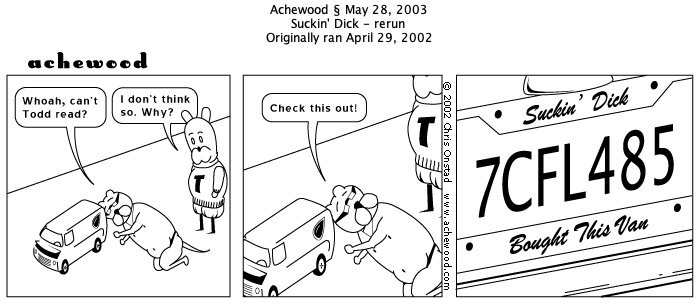 Achewood § May 28, 2003
Suckin' Dick - rerun
Originally ran April 29, 2002
achewood
Whoah, can't
Todd read?
I don't think
so. Why?
T
Check this out!
T
© 2002 Chris Onstad www.achewood.com
Suckin' Dick
7CFL485
Bought This Van